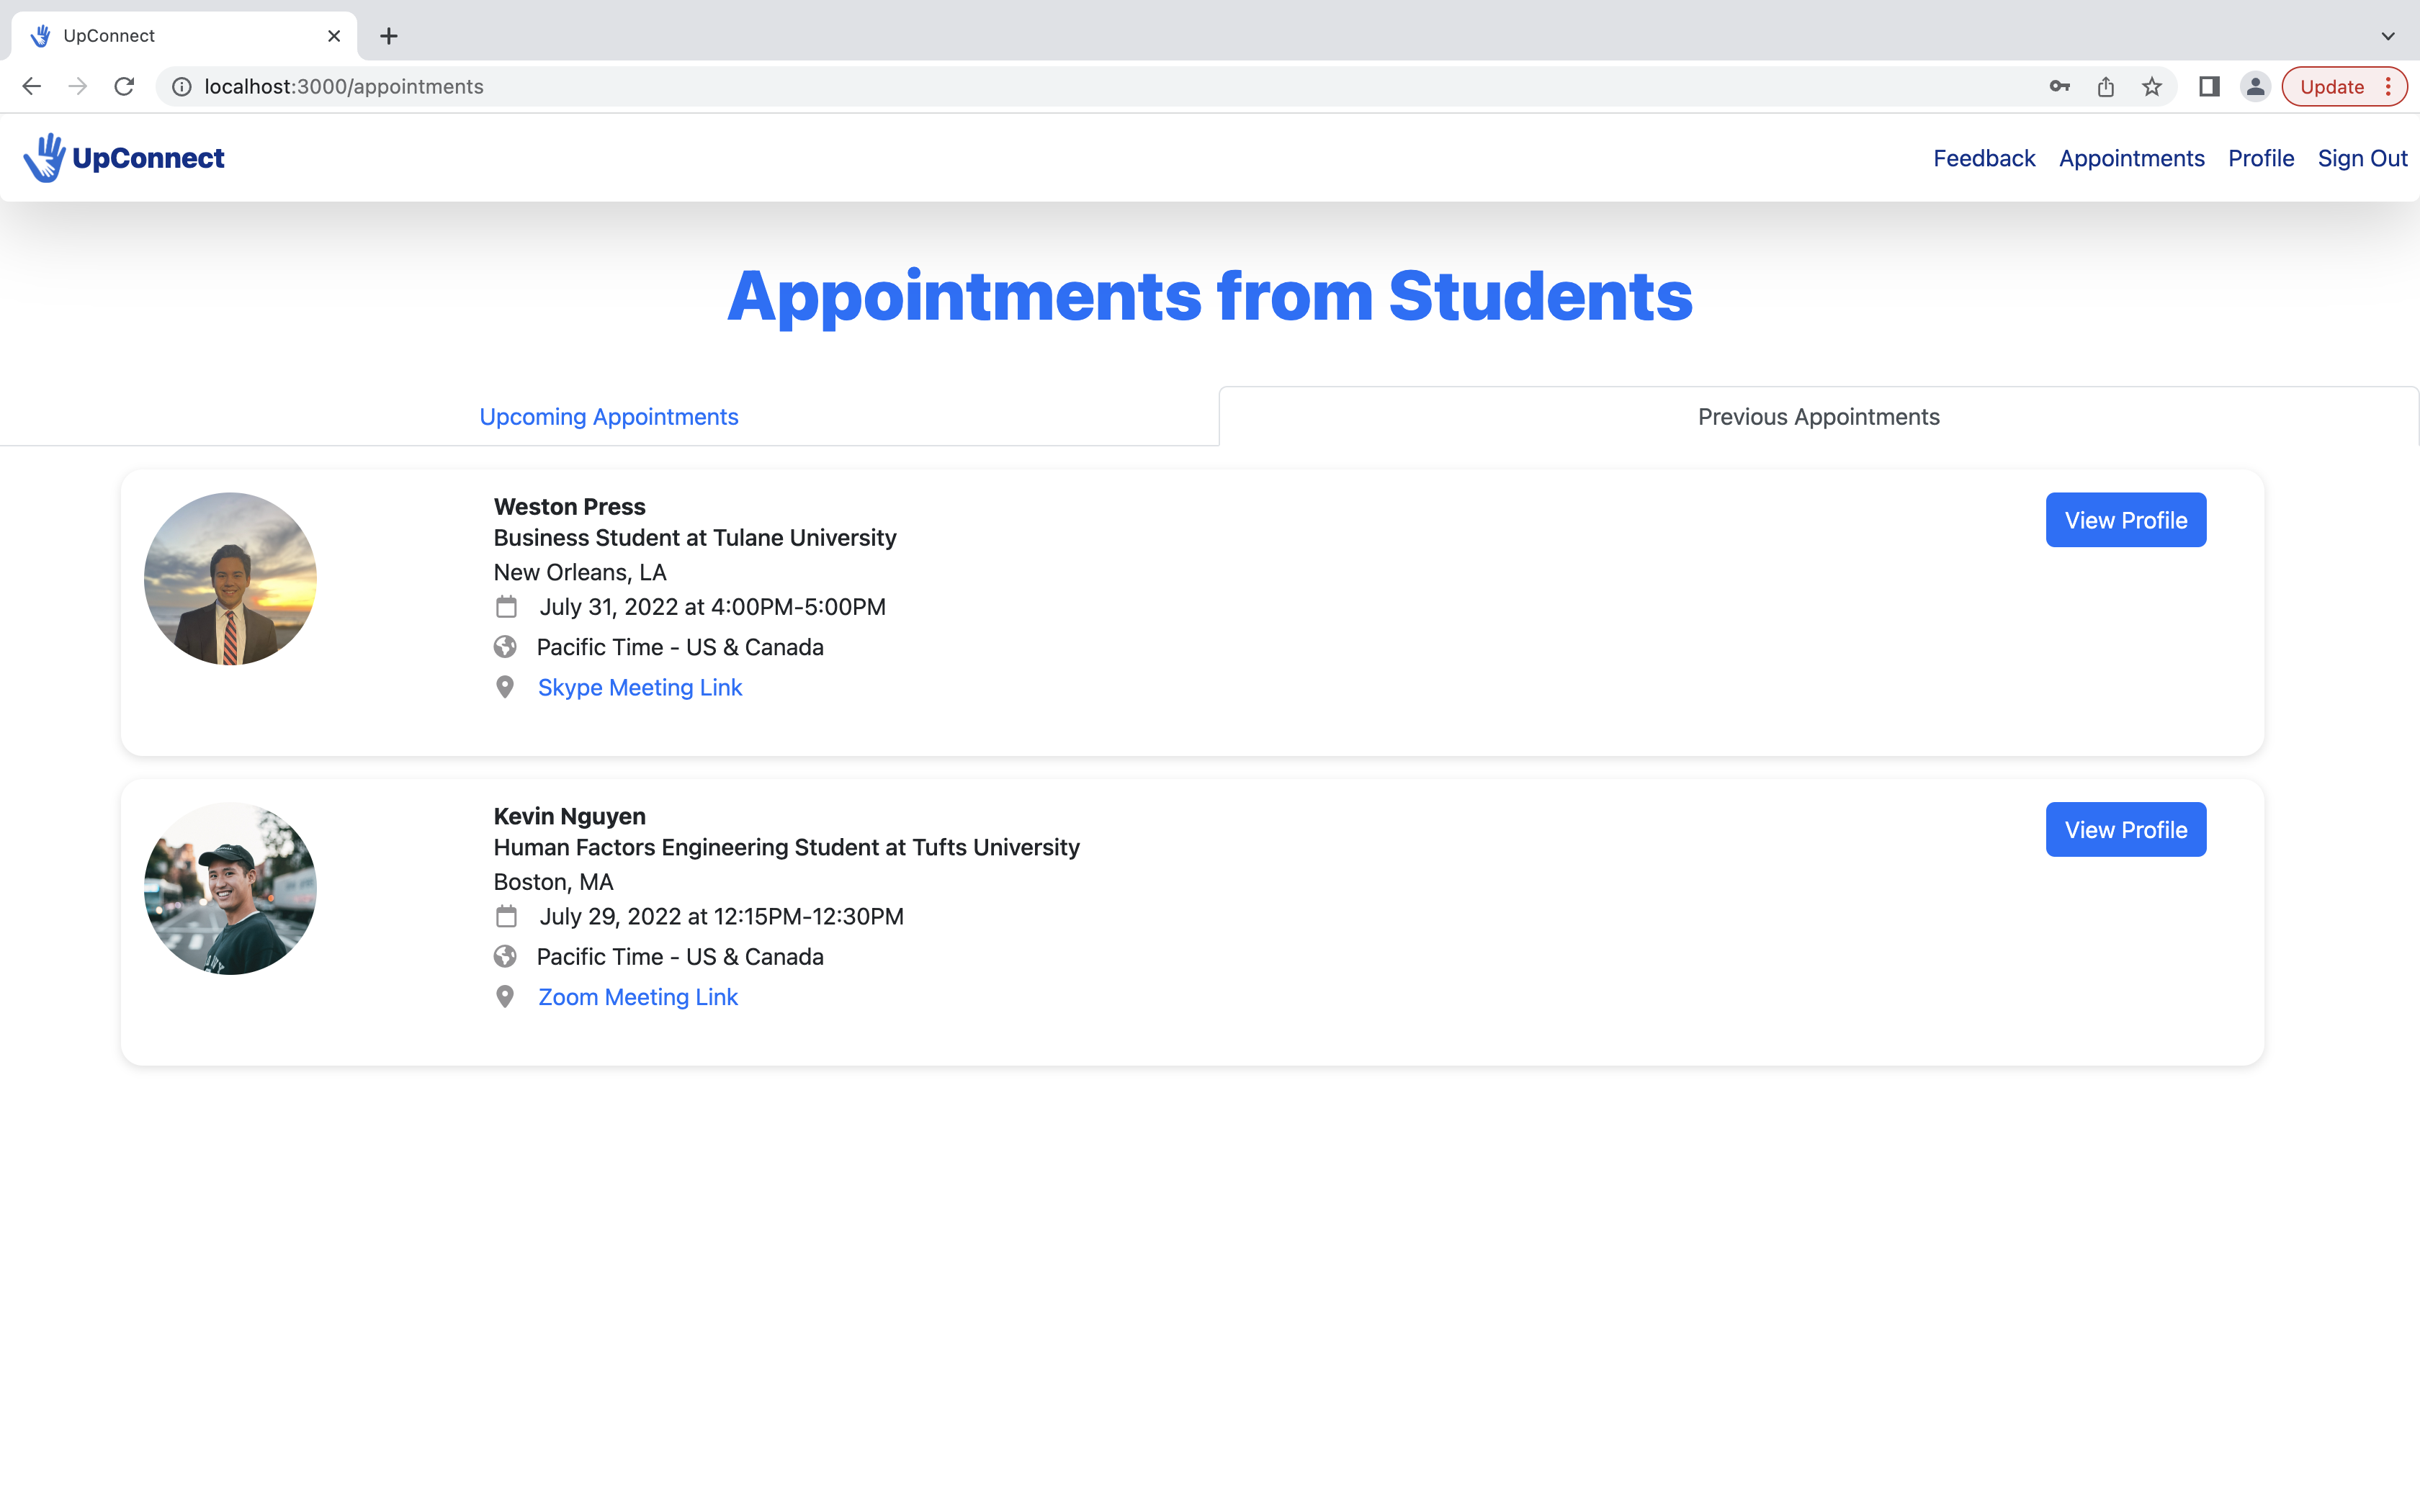 UpConnect
localhost:3000/appointments
Update
UpConnect
Feedback Appointments Profile Sign Out
Appointments from Students
Upcoming Appointments
Previous Appointments
Weston Press
Business Student at Tulane University
New Orleans, LA
July 31, 2022 at 4:00PM-5:00PM
Pacific Time - US & Canada
Skype Meeting Link
View Profile
Kevin Nguyen
Human Factors Engineering Student at Tufts University
Boston, MA
July 29, 2022 at 12:15PM-12:30PM
Pacific Time - US & Canada
Zoom Meeting Link
View Profile